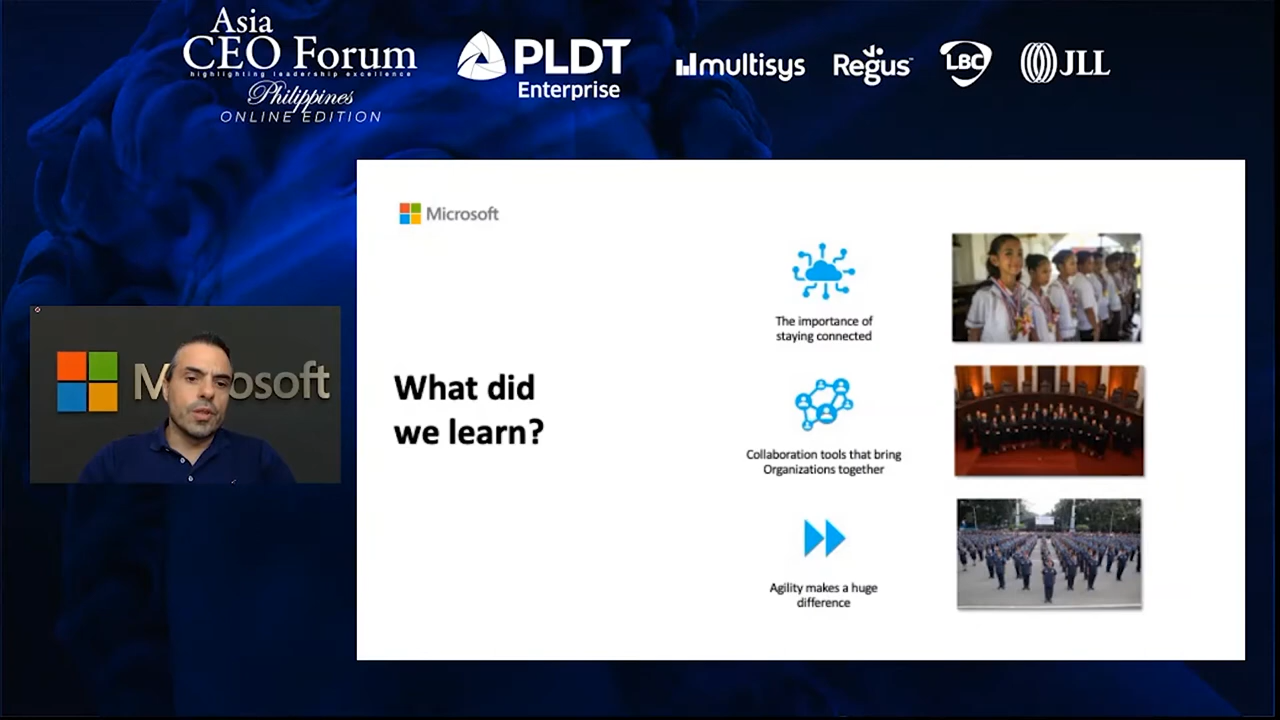 Asia
CEO Forum
highlighting leadership excellence
Philippines
ONLINE EDITION
PLDT
Enterprise
multisys
Regus
LBC
JLL
Microsoft
Microsoft
What did
we learn?
The importance of
staying connected
Collaboration tools that bring
Organizations together
Agility makes a huge
difference